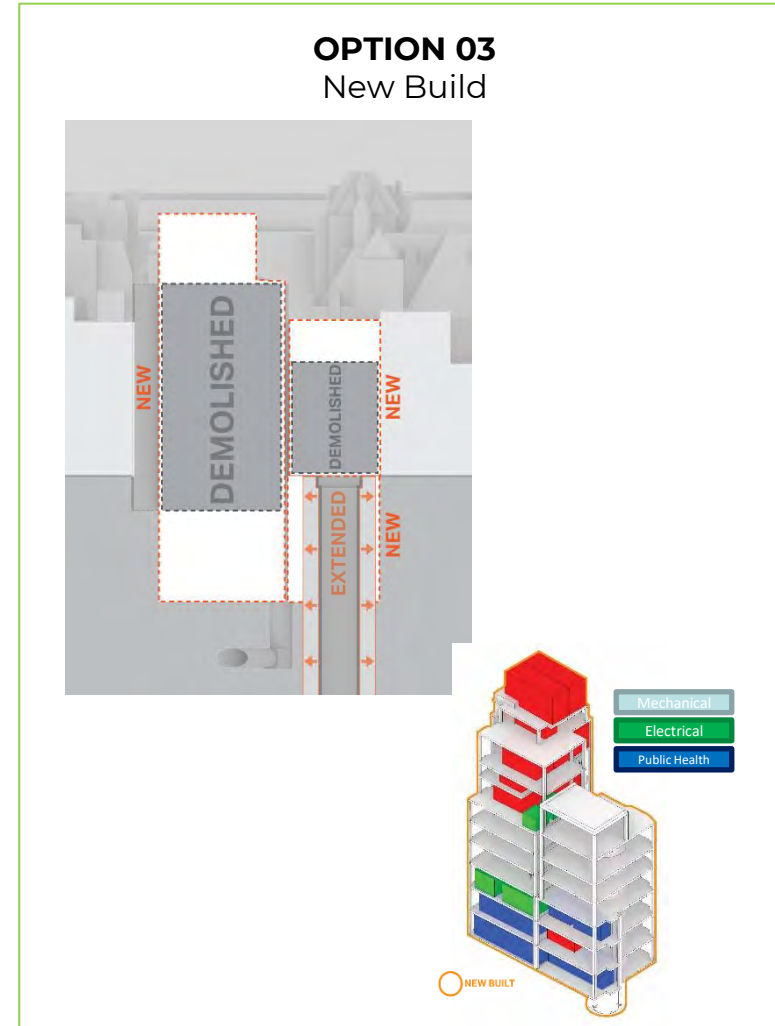 OPTION 03
New Build
NEW
DEMOLISHED
DEMOLISHED
NEW
EXTENDED
NEW
Mechanical
Electrical
Public Health
NEW BUILT